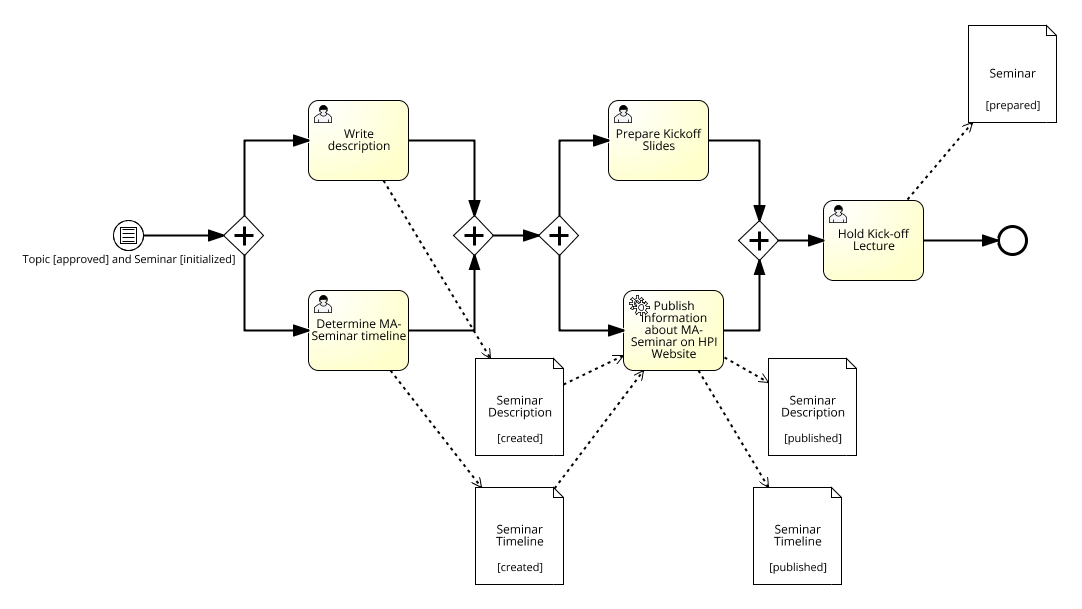 Seminar
[prepared]
Write
description
Prepare Kickoff
Slides
Topic [approved] and Seminar [initialized]
Hold Kick-off
Lecture
Determine MA-
Seminar timeline
Publish
Information
about MA-
Seminar on HPI
Website
Seminar
Description
[created]
Seminar
Description
[published]
Seminar
Timeline
[created]
Seminar
Timeline
[published]